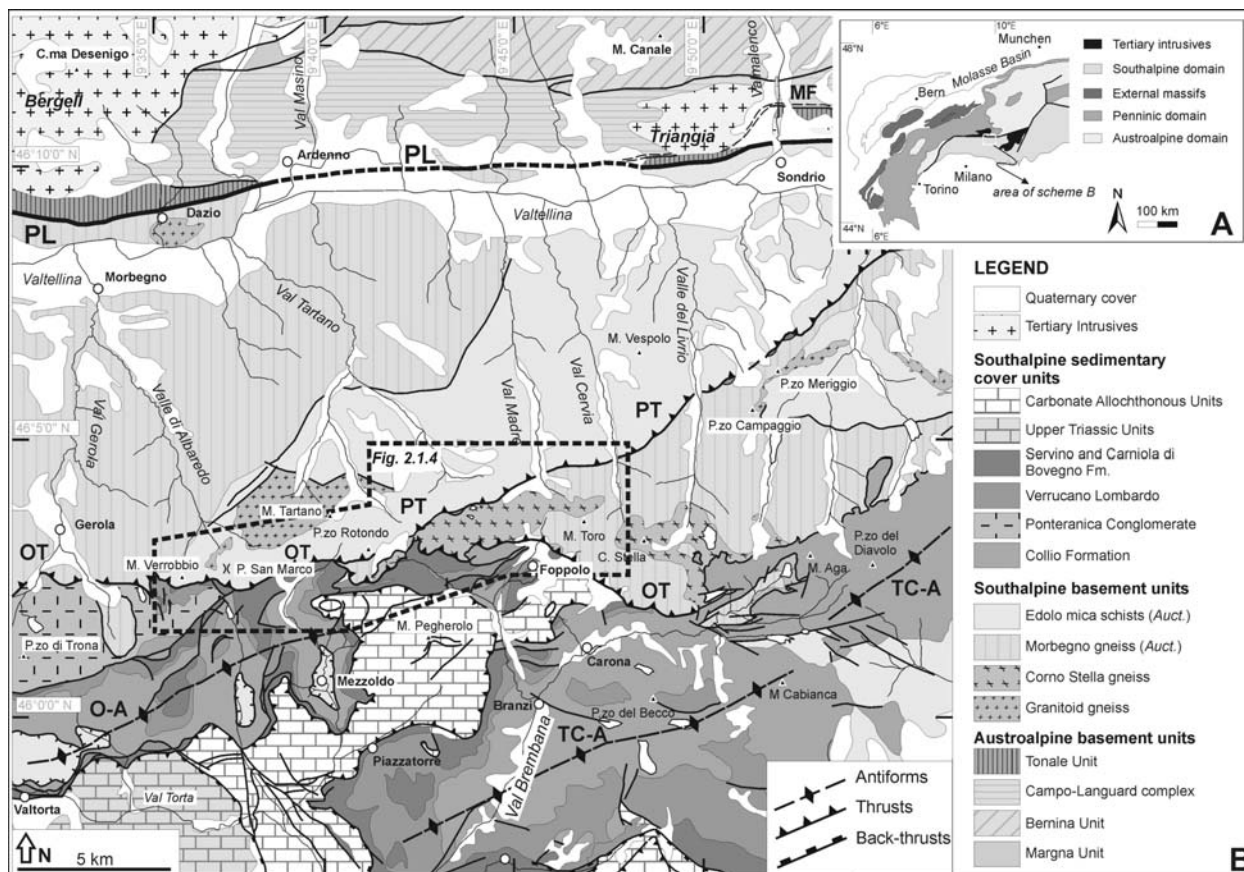 C.ma Desenigo
Bergell
9°35'0" E
Val Masino
9°40'0" E
9°45'0" E
M. Canale
9°50'0" E
Valmalenco
MF
Triangia
46°10'0" N
Ardenno
PL
Sondrio
Dazio
PL
Valtellina
Valtellina
Morbegno
Val Tartano
Valle del Livrio
M. Vespolo
Val Cervia
Val Madre
P.zo Meriggio
Val Gerola
Valle di Albaredo
PT
P.zo Campaggio
46°5'0" N
Fig. 2.1.4
M. Tartano
PT
Gerola
P.zo Rotondo
M. Toro
OT
P.zo del
Diavolo
M. Verrobbio
OT
C. Stella
X P. San Marco
Foppolo
M. Aga
OT
TC-A
P.zo di Trona
M. Pegherolo
Carona
Mezzoldo
M Cabianca
46°0'0" N
O-A
Branzi
P.zo del Becco
TC-A
Piazzatorre
Val Brembana
Valtorta
Val Torta
N
5 km
Antiforms
Thrusts
Back-thrusts
6°E
10°E
Munchen
48°N
Molasse Basin
Bern
Milano
Torino
area of scheme B
44°N
6°E
N
100 km
A
Tertiary intrusives
Southalpine domain
External massifs
Penninic domain
Austroalpine domain
LEGEND
Quaternary cover
Tertiary Intrusives
Southalpine sedimentary
cover units
Carbonate Allochthonous Units
Upper Triassic Units
Servino and Carniola di
Bovegno Fm.
Verrucano Lombardo
Ponteranica Conglomerate
Collio Formation
Southalpine basement units
Edolo mica schists (Auct.)
Morbegno gneiss (Auct.)
Corno Stella gneiss
Granitoid gneiss
Austroalpine basement units
Tonale Unit
Campo-Languard complex
Bernina Unit
Margna Unit
B